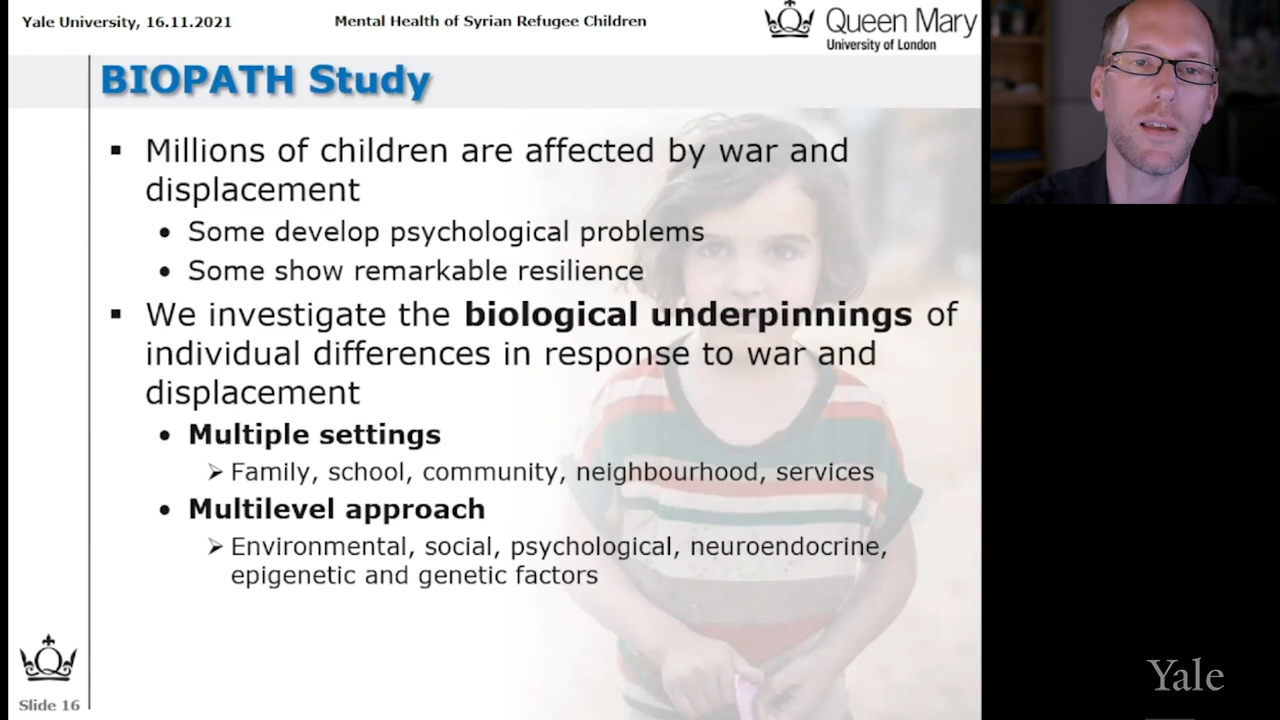 Yale University, 16.11.2021
Mental Health of Syrian Refugee Children
Queen Mary
University of London
BIOPATH Study
▪ Millions of children are affected by war and
displacement
• Some develop psychological problems
• Some show remarkable resilience
▪ We investigate the biological underpinnings of
individual differences in response to war and
displacement
• Multiple settings
➢ Family, school, community, neighbourhood, services
• Multilevel approach
➢ Environmental, social, psychological, neuroendocrine,
epigenetic and genetic factors
Slide 16
Yale